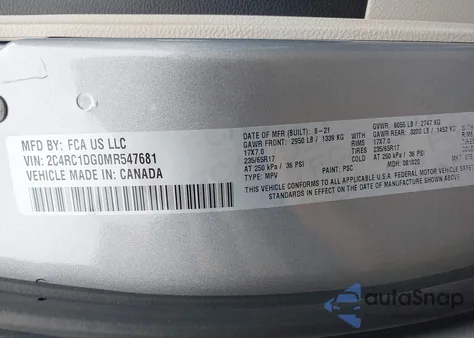 MFD BY: FCA US LLC
VIN: 2C4RC1DG0MR547681
VEHICLE MADE IN: CANADA
DATE OF MFR (BUILT): 8-21
GAWR FRONT: 2950 LB / 1339 KG
17X7.0
235/65R17
AT 250 kPa / 36 PSI
TYPE: MPV
PAINT: PSC
GVWR: 6055 LB / 2747 KG
GAWR REAR: 3200 LB / 1452 KG
RIMS: 17X7.0
TIRES: 235/65R17
COLD AT 250 kPa / 36 PSI
MDH: 081020
THIS VEHICLE CONFORMS TO ALL APPLICABLE U.S.A. FEDERAL MOTOR VEHICLE
STANDARDS IN EFFECT ON THE DATE OF MANUFACTURE SHOWN ABOVE.
autoSnap